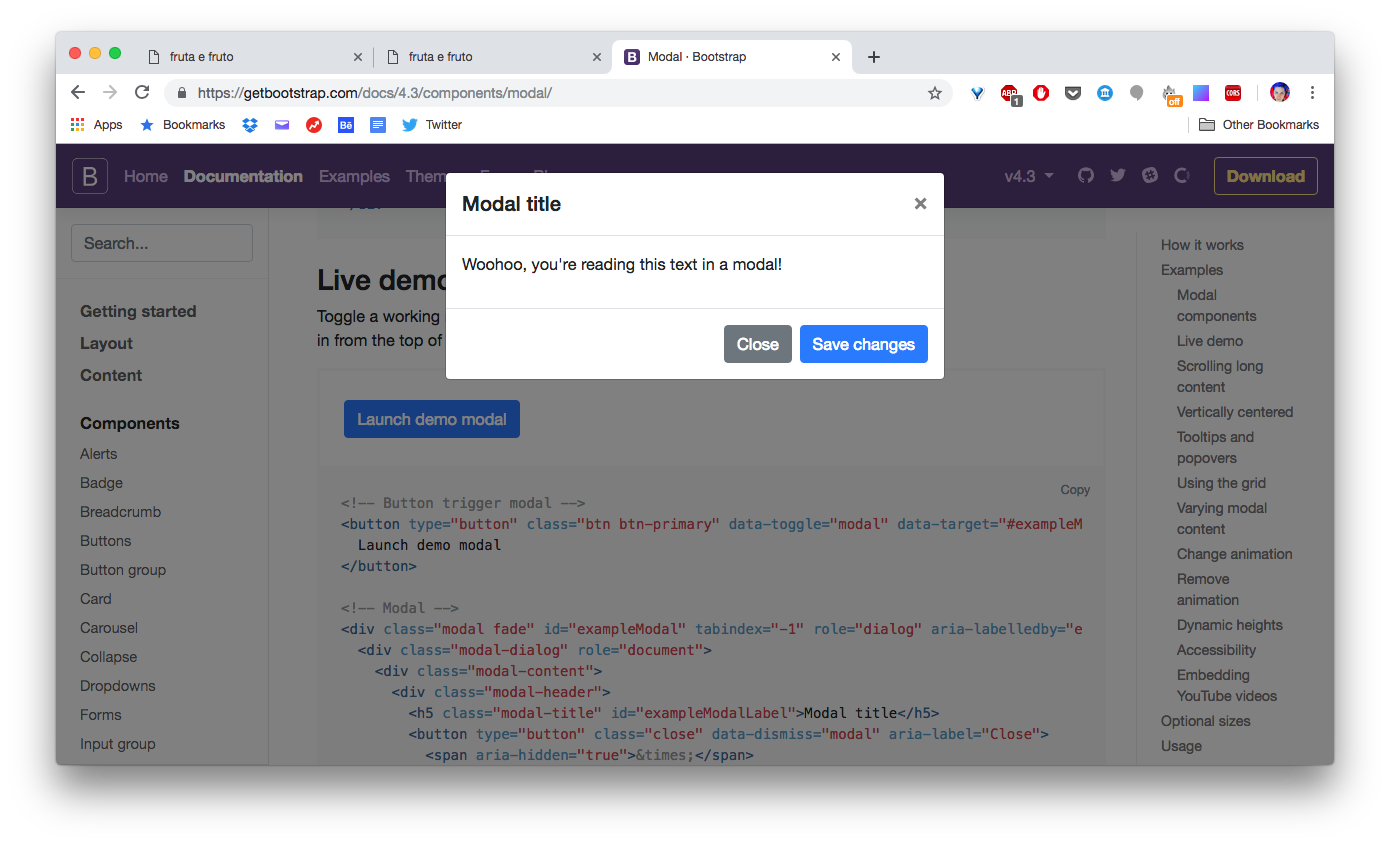 fruta e fruto
fruta e fruto
Modal · Bootstrap
https://getbootstrap.com/docs/4.3/components/modal/
ABP
1
off
CORS
Apps
Bookmarks
Bē
Twitter
Other Bookmarks
B
Home
Documentation
Examples
Them
v4.3
Download
Search...
Getting started
Layout
Content
Components
Alerts
Badge
Breadcrumb
Buttons
Button group
Card
Carousel
Collapse
Dropdowns
Forms
Input group
Modal title
×
Woohoo, you're reading this text in a modal!
Close
Save changes
Live demo
Toggle a working
in from the top of
Launch demo modal
Copy
<!-- Button trigger modal -->
<button type="button" class="btn btn-primary" data-toggle="modal" data-target="#exampleM
Launch demo modal
</button>
<!-- Modal -->
<div class="modal fade" id="exampleModal" tabindex="-1" role="dialog" aria-labelledby="e
<div class="modal-dialog" role="document">
<div class="modal-content">
<div class="modal-header">
<h5 class="modal-title" id="exampleModalLabel">Modal title</h5>
<button type="button" class="close" data-dismiss="modal" aria-label="Close">
<span aria-hidden="true">&times;</span>
How it works
Examples
Modal
components
Live demo
Scrolling long
content
Vertically centered
Tooltips and
popovers
Using the grid
Varying modal
content
Change animation
Remove
animation
Dynamic heights
Accessibility
Embedding
YouTube videos
Optional sizes
Usage